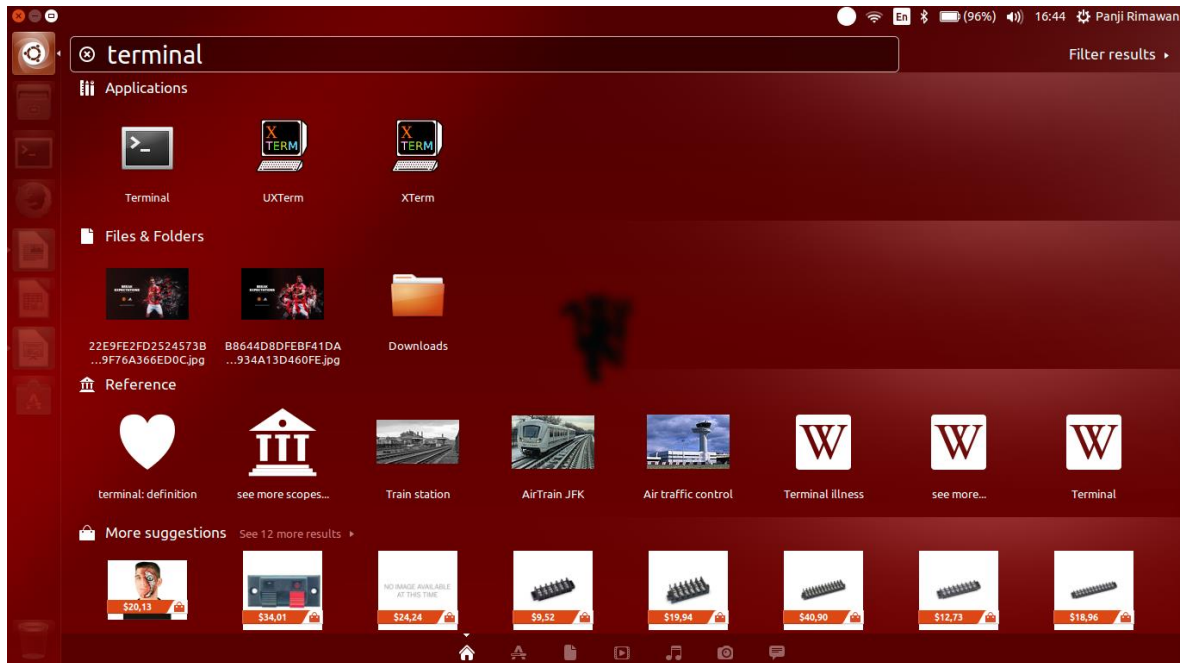 En (96%) 16:44 Panji Rimawan
terminal
Filter results
Applications
X
TERM
X
TERM
Terminal UXTerm XTerm
Files & Folders
22E9FE2FD2524573B B8644D8DFEBF41DA Downloads
...9F76A366ED0C.jpg ...934A13D460FE.jpg
Reference
W W W
terminal: definition see more scopes... Train station AirTrain JFK Air traffic control Terminal illness see more... Terminal
More suggestions See 12 more results
NO IMAGE AVAILABLE
AT THIS TIME
$20,13 $34,01 $24,24 $9,52 $19,94 $40,90 $12,73 $18,96